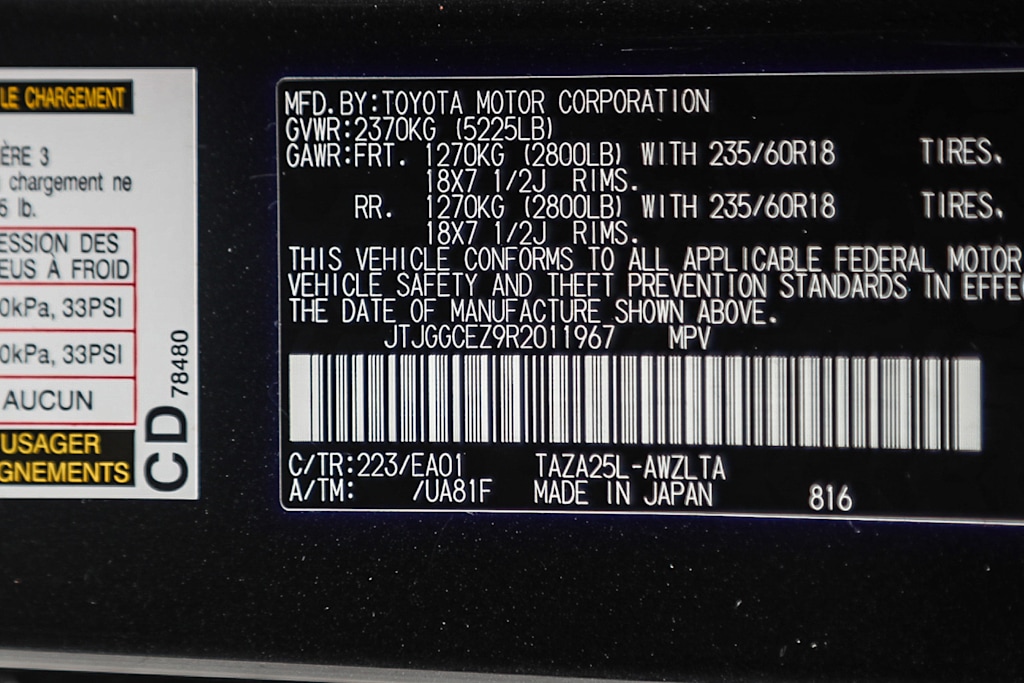 LE CHARGEMENT
ÈRE 3
chargement ne
lb.
ESSION DES
EUS À FROID
0kPa, 33PSI
0kPa, 33PSI
AUCUN
USAGER
GNEMENTS
CD 78480
MFD. BY:TOYOTA MOTOR CORPORATION
GVWR:2370KG (5225LB)
GAWR:FRT. 1270KG (2800LB) WITH 235/60R18 TIRES.
18X7 1/2J RIMS.
RR. 1270KG (2800LB) WITH 235/60R18 TIRES.
18X7 1/2J RIMS.
THIS VEHICLE CONFORMS TO ALL APPLICABLE FEDERAL MOTOR
VEHICLE SAFETY AND THEFT PREVENTION STANDARDS IN EFFE
THE DATE OF MANUFACTURE SHOWN ABOVE.
JTJGGCEZ9R2011967 MPV
C/TR:223/EA01 TAZA25L-AWZLTA
A/TM: /UA81F MADE IN JAPAN 816